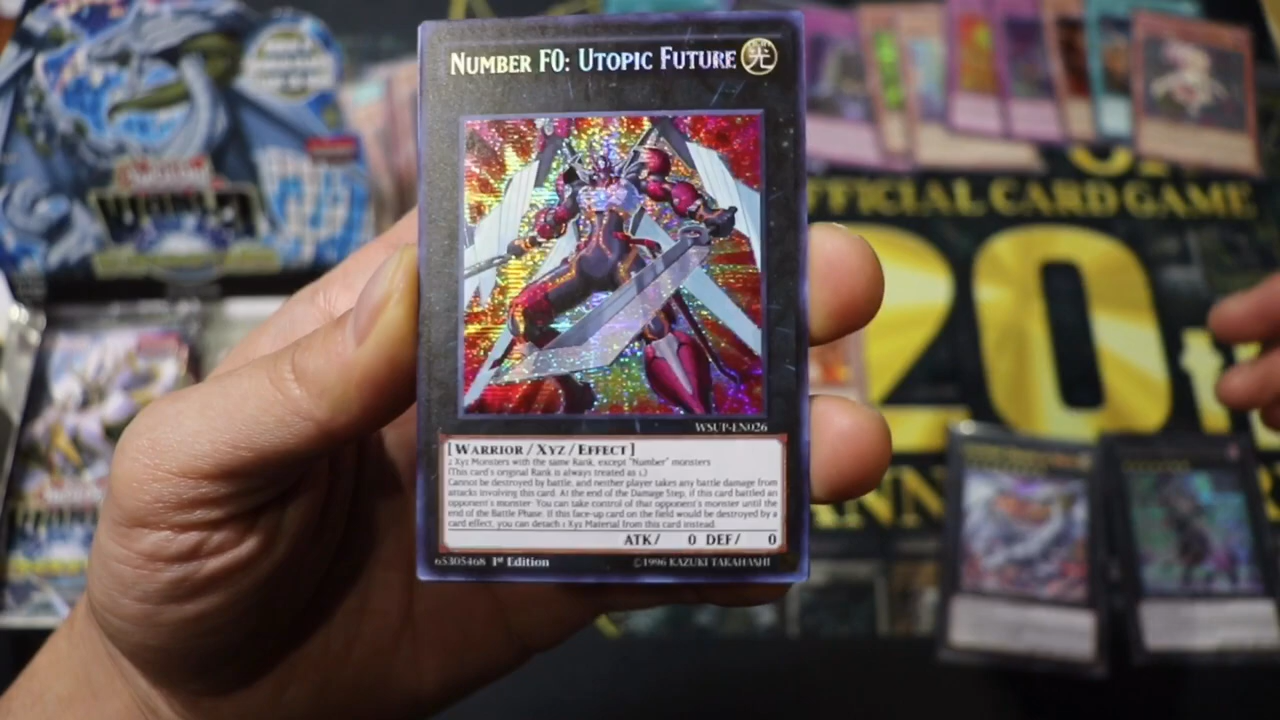 NUMBER F0: UTOPIC FUTURE
光
WSUP-EN026
[WARRIOR/XYZ/EFFECT]
2 Xyz Monsters with the same Rank, except "Number" monsters
(This card's original Rank is always treated as 1.)
Cannot be destroyed by battle, and neither player takes any battle damage from
attacks involving this card. At the end of the Damage Step, if this card battled an
opponent's monster: You can take control of that opponent's monster until the
end of the Battle Phase. If this face-up card on the field would be destroyed by a
card effect, you can detach 1 Xyz Material from this card instead.
ATK/ 0 DEF/ 0
65305468 1st Edition
©1996 KAZUKI TAKAHASHI
OFFICIAL CARD GAME
20